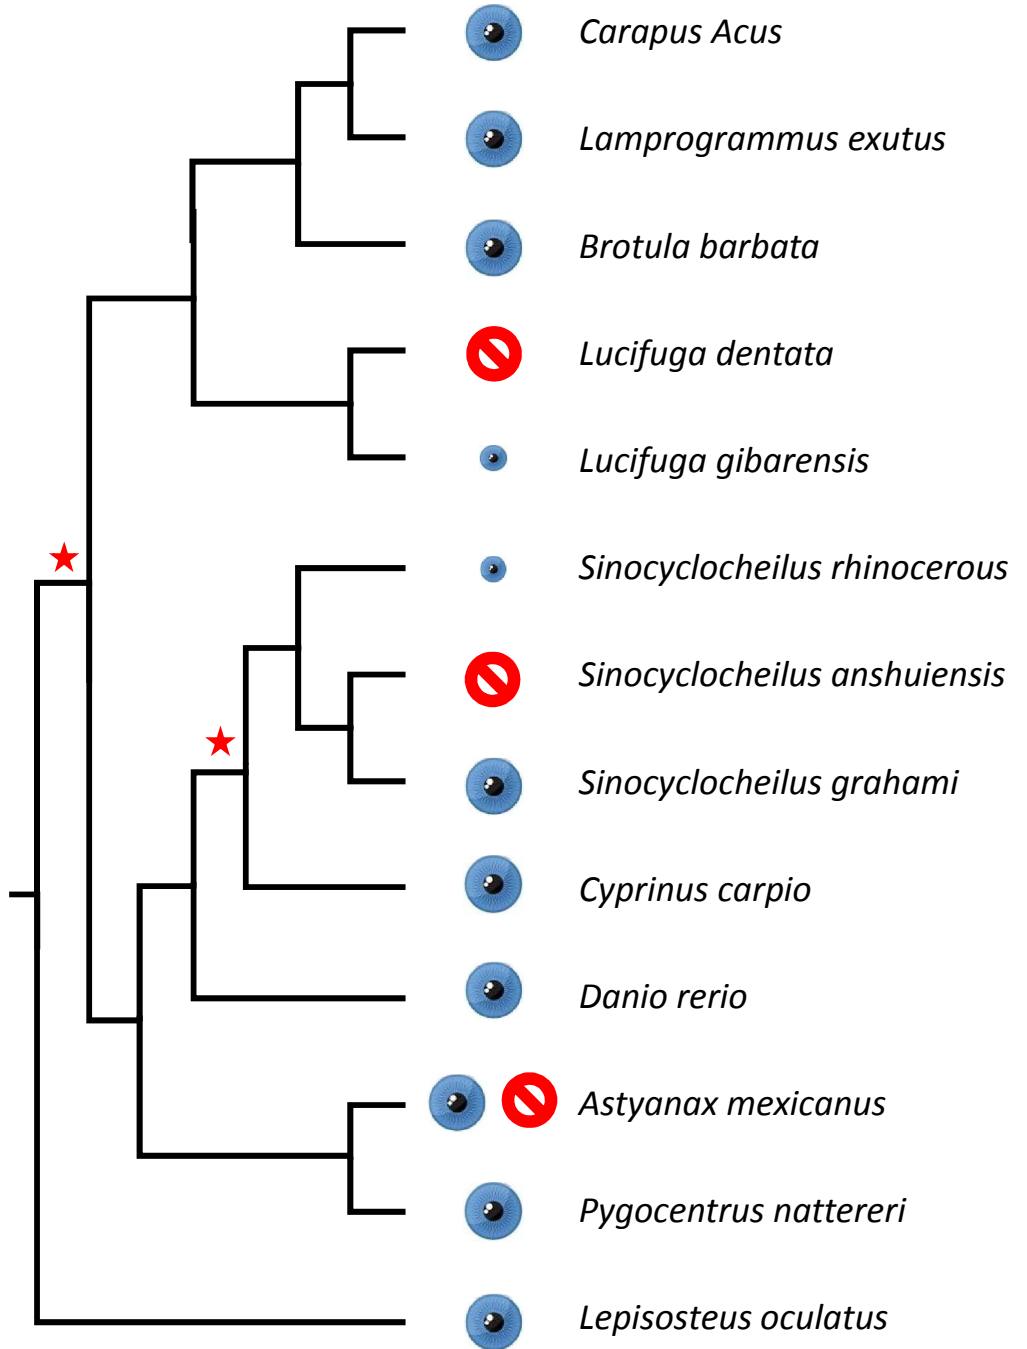 Carapus Acus
Lamprogrammus exutus
Brotula barbata
Lucifuga dentata
Lucifuga gibarensis
Sinocyclocheilus rhinocerous
Sinocyclocheilus anshuiensis
Sinocyclocheilus grahami
Cyprinus carpio
Danio rerio
Astyanax mexicanus
Pygocentrus nattereri
Lepisosteus oculatus